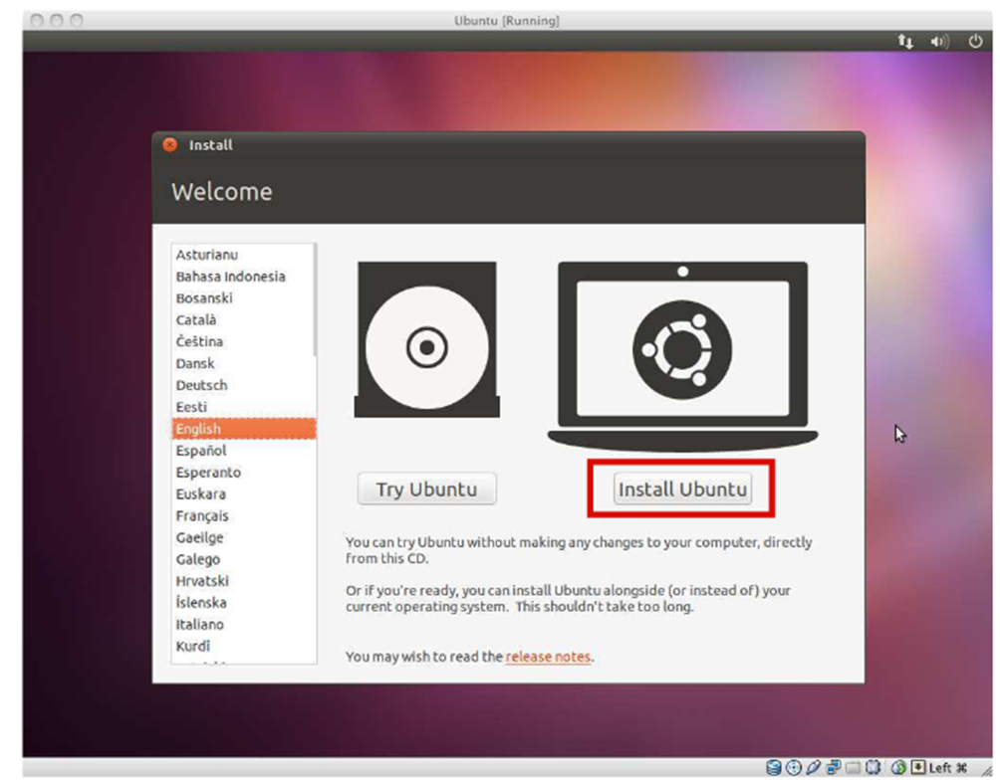 Ubuntu [Running]
Install
Welcome
Asturianu
Bahasa Indonesia
Bosanski
Català
Čeština
Dansk
Deutsch
Eesti
English
Español
Esperanto
Euskara
Français
Gaeilge
Galego
Hrvatski
Íslenska
Italiano
Kurdî
Try Ubuntu
Install Ubuntu
You can try Ubuntu without making any changes to your computer, directly
from this CD.
Or if you're ready, you can install Ubuntu alongside (or instead of) your
current operating system. This shouldn't take too long.
You may wish to read the release notes.
Left ⌘